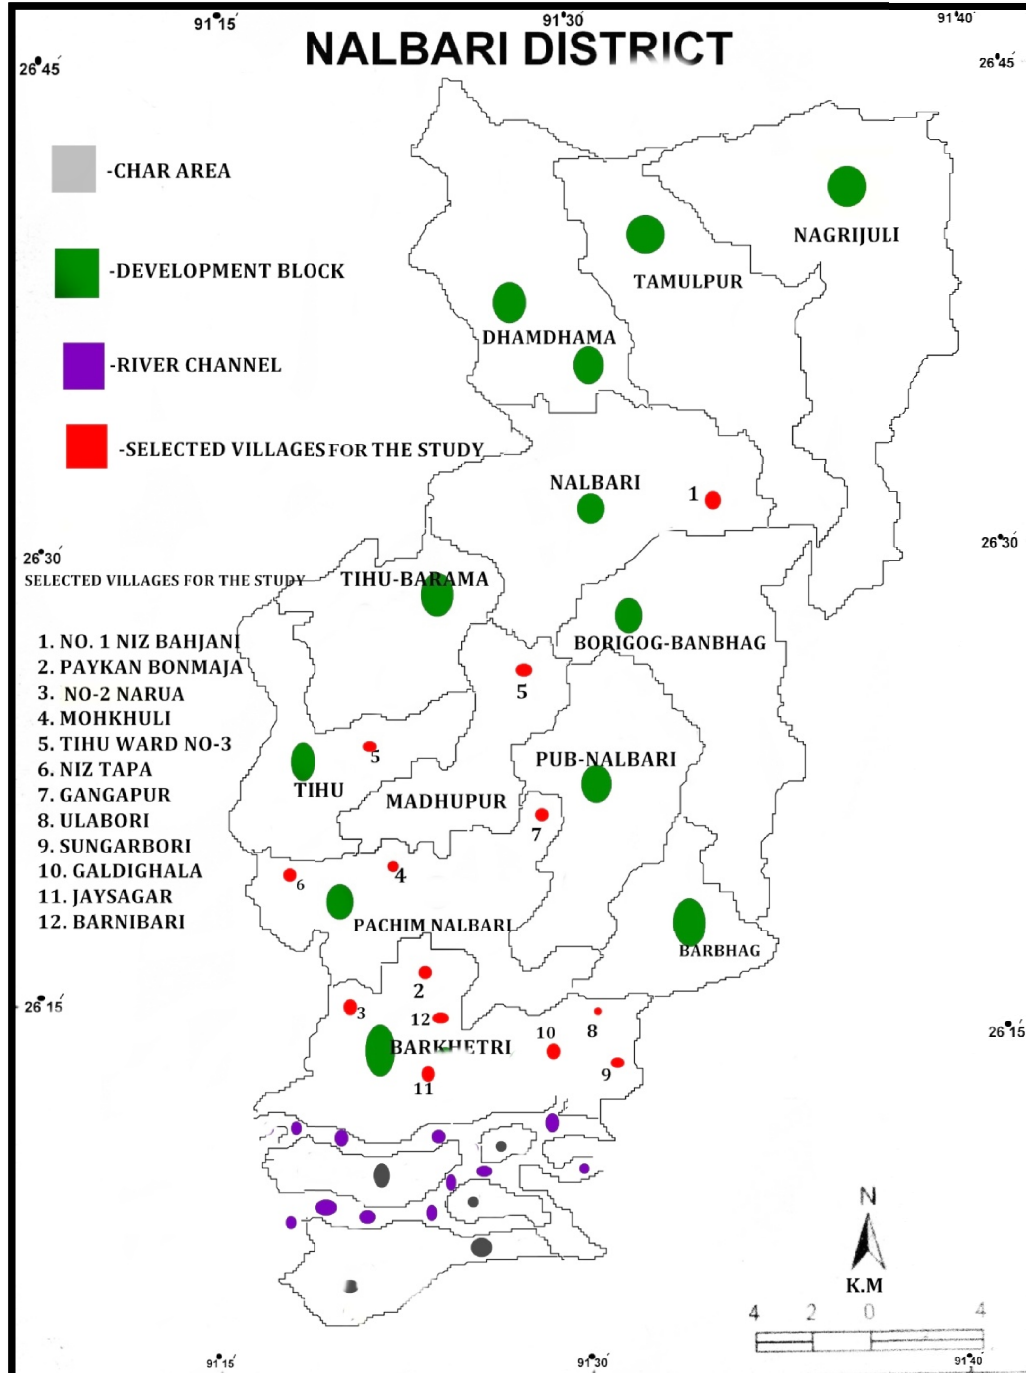 91 15′
91 30′
91 40′
NALBARI DISTRICT
26 45′
26 45′
-CHAR AREA
-DEVELOPMENT BLOCK
-RIVER CHANNEL
-SELECTED VILLAGES FOR THE STUDY
NAGRIJULI
TAMULPUR
DHAMDHAMA
NALBARI
1
26 30′
26 30′
SELECTED VILLAGES FOR THE STUDY
TIHU-BARAMA
BORIGOG-BANBHAG
1. NO. 1 NIZ BAHJANI
2. PAYKAN BONMAJA
3. NO-2 NARUA
4. MOHKHULI
5. TIHU WARD NO-3
6. NIZ TAPA
7. GANGAPUR
8. ULABORI
9. SUNGARBORI
10. GALDIGHALA
11. JAYSAGAR
12. BARNIBARI
5
5
PUB-NALBARI
TIHU
MADHUPUR
7
4
6
PACHIM NALBARI
BARBHAG
2
26 15′
26 15′
3
12
8
10
BARKHETRI
9
11
N
K.M
4 2 0 4
91 15′
91 30′
91 40′